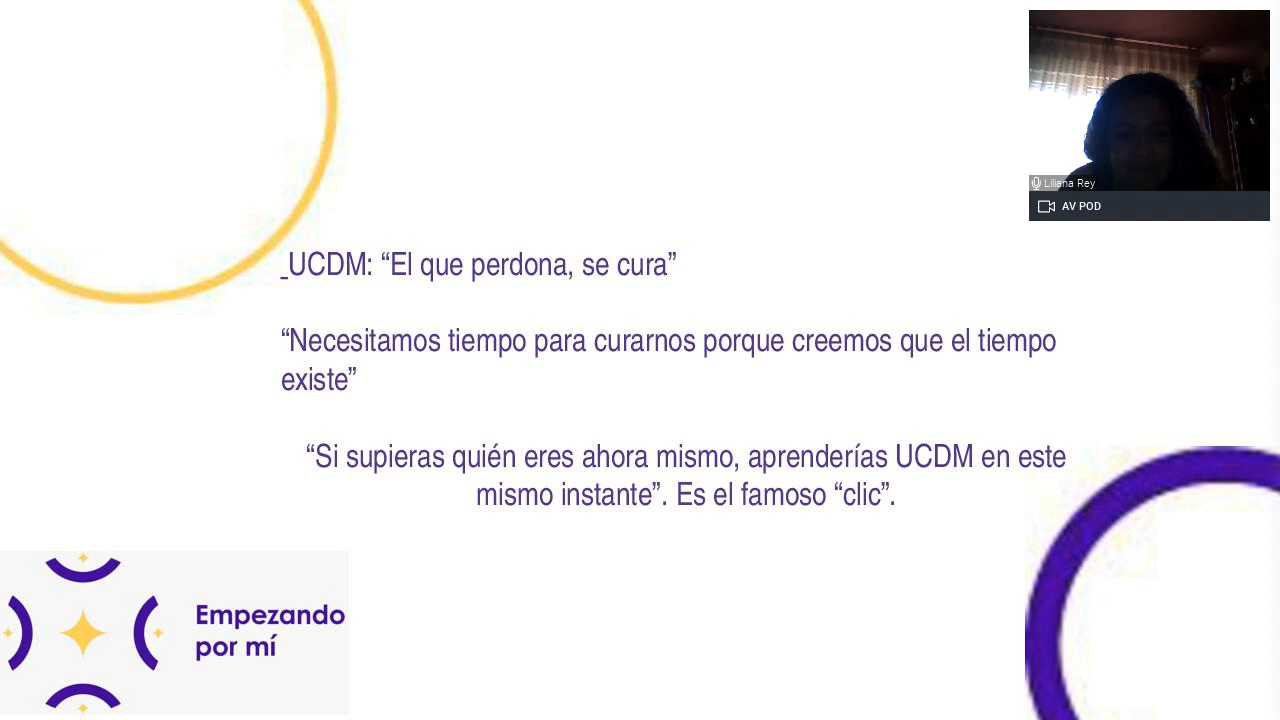 Liliana Rey
AV POD
_UCDM: “El que perdona, se cura”
“Necesitamos tiempo para curarnos porque creemos que el tiempo
existe”
“Si supieras quién eres ahora mismo, aprenderías UCDM en este
mismo instante”. Es el famoso “clic”.
Empezando
por mí